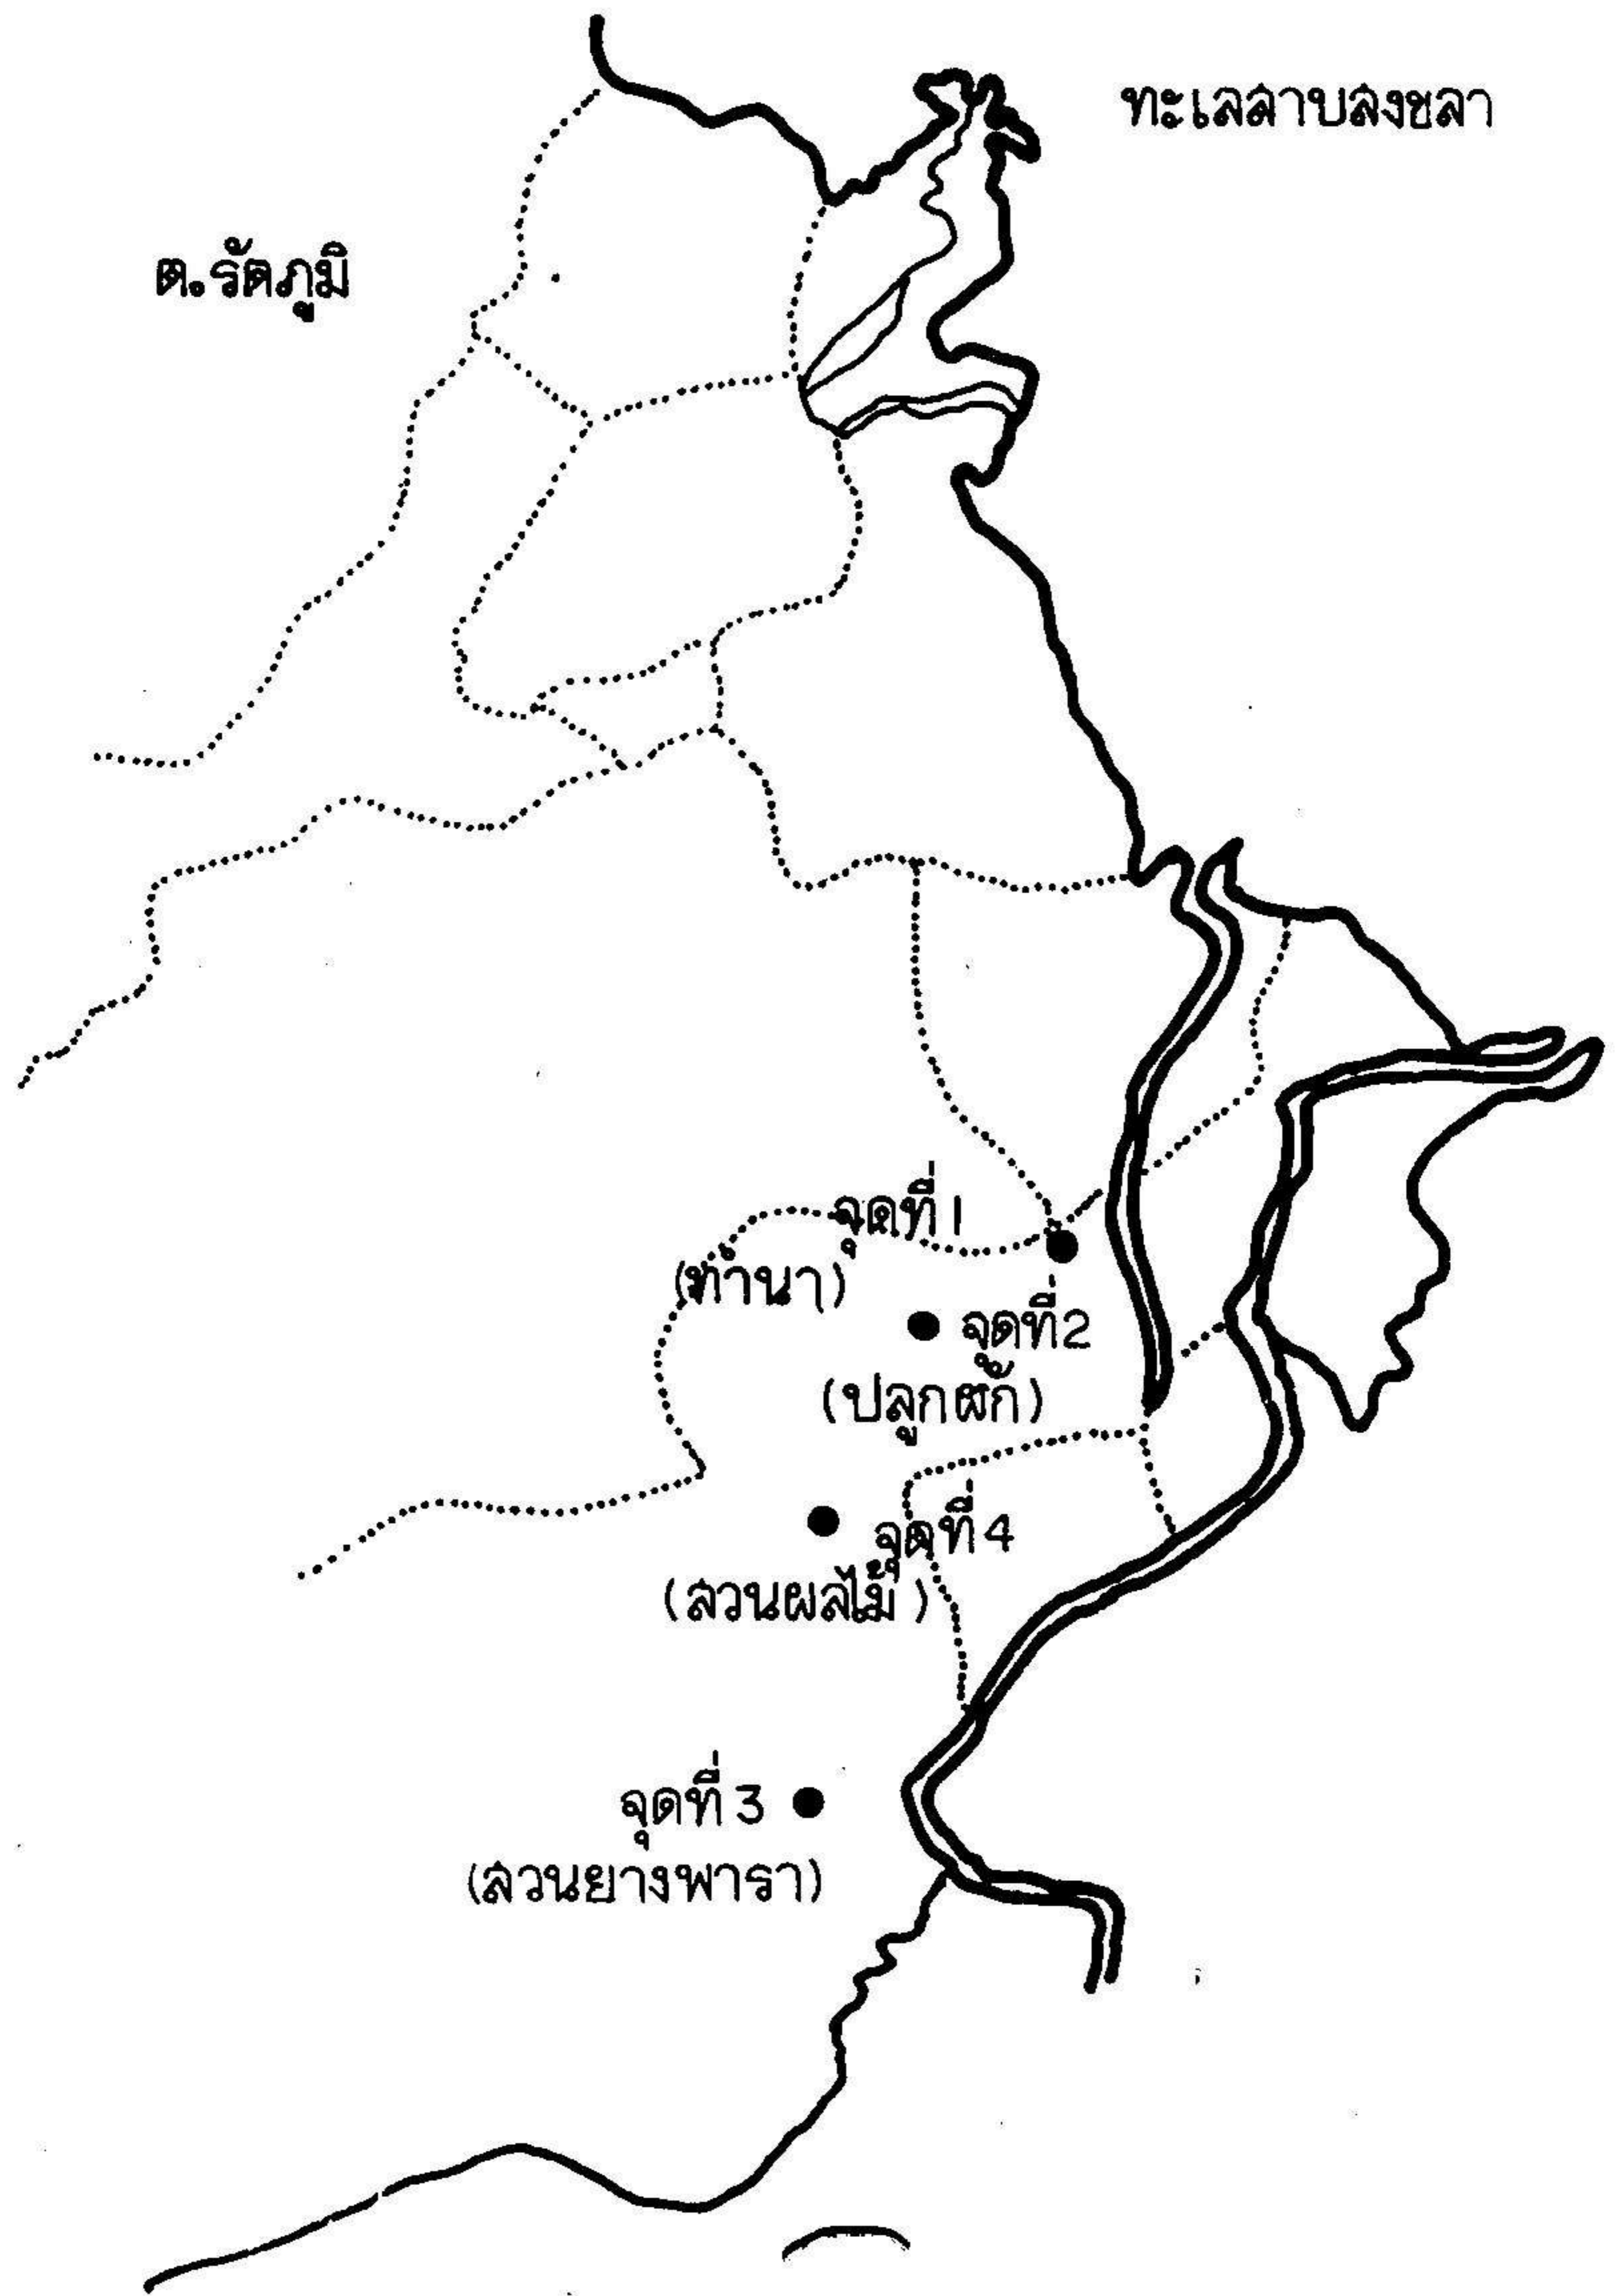 ทะเลสาบสงขลา
ต.รัตภูมิ
จุดที่ 1
(ทำนา)
จุดที่ 2
(ปลูกผัก)
จุดที่ 4
(สวนผลไม้)
จุดที่ 3
(สวนยางพารา)